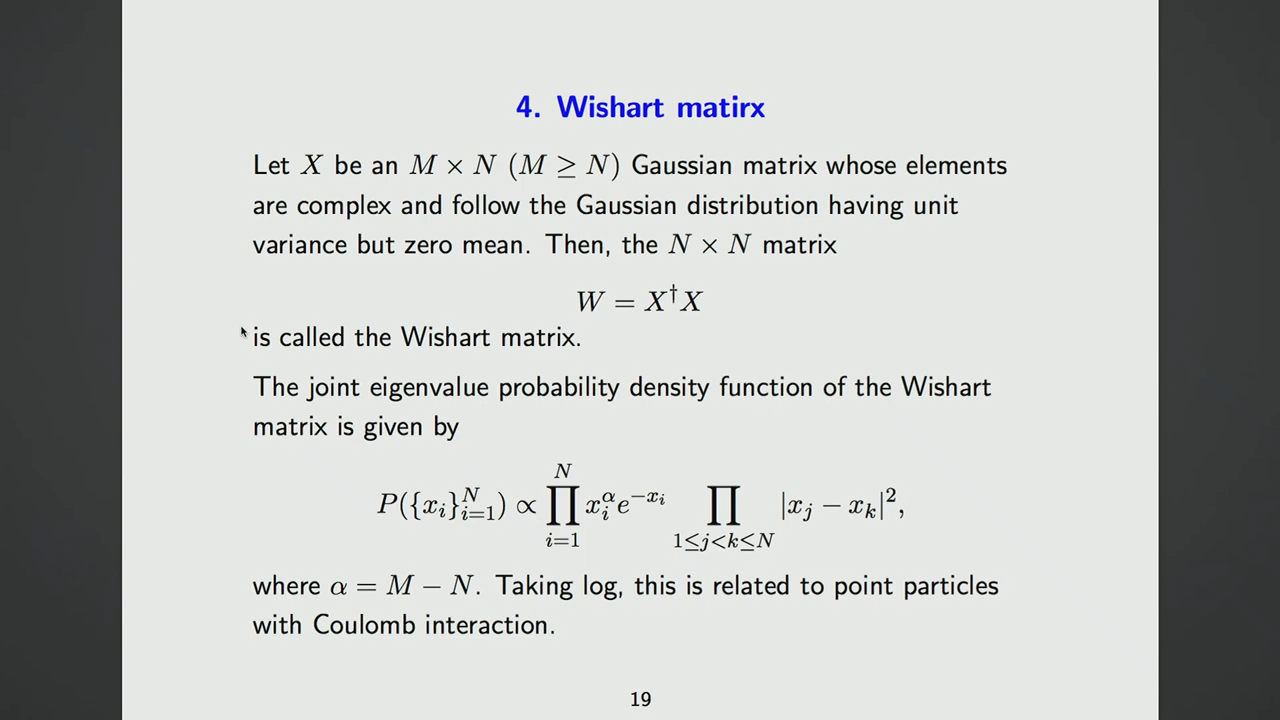 4. Wishart matirx
Let X be an M × N (M ≥ N) Gaussian matrix whose elements
are complex and follow the Gaussian distribution having unit
variance but zero mean. Then, the N × N matrix
W = X†X
is called the Wishart matrix.
The joint eigenvalue probability density function of the Wishart
matrix is given by
P({x_i}_{i=1}^N) ∝ ∏_{i=1}^N x_i^α e^{−x_i} ∏_{1≤j<k≤N} |x_j − x_k|^2,
where α = M − N. Taking log, this is related to point particles
with Coulomb interaction.
19